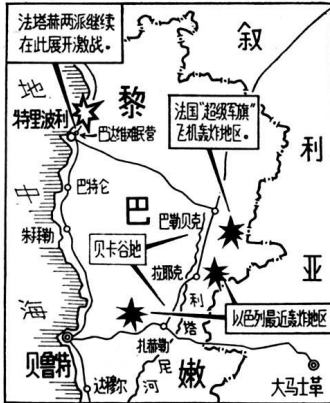 法塔赫两派继续
在此展开激战。
叙
利
亚
地
中
海
黎
巴
嫩
特里波利
巴达维难民营
法国“超级军旗”
飞机轰炸地区。
巴特仑
朱拜勒
巴勒贝克
贝卡谷地
拉耶克
利
塔
尼
河
以色列最近轰炸地区
扎赫勒
贝鲁特
达穆尔
大马士革